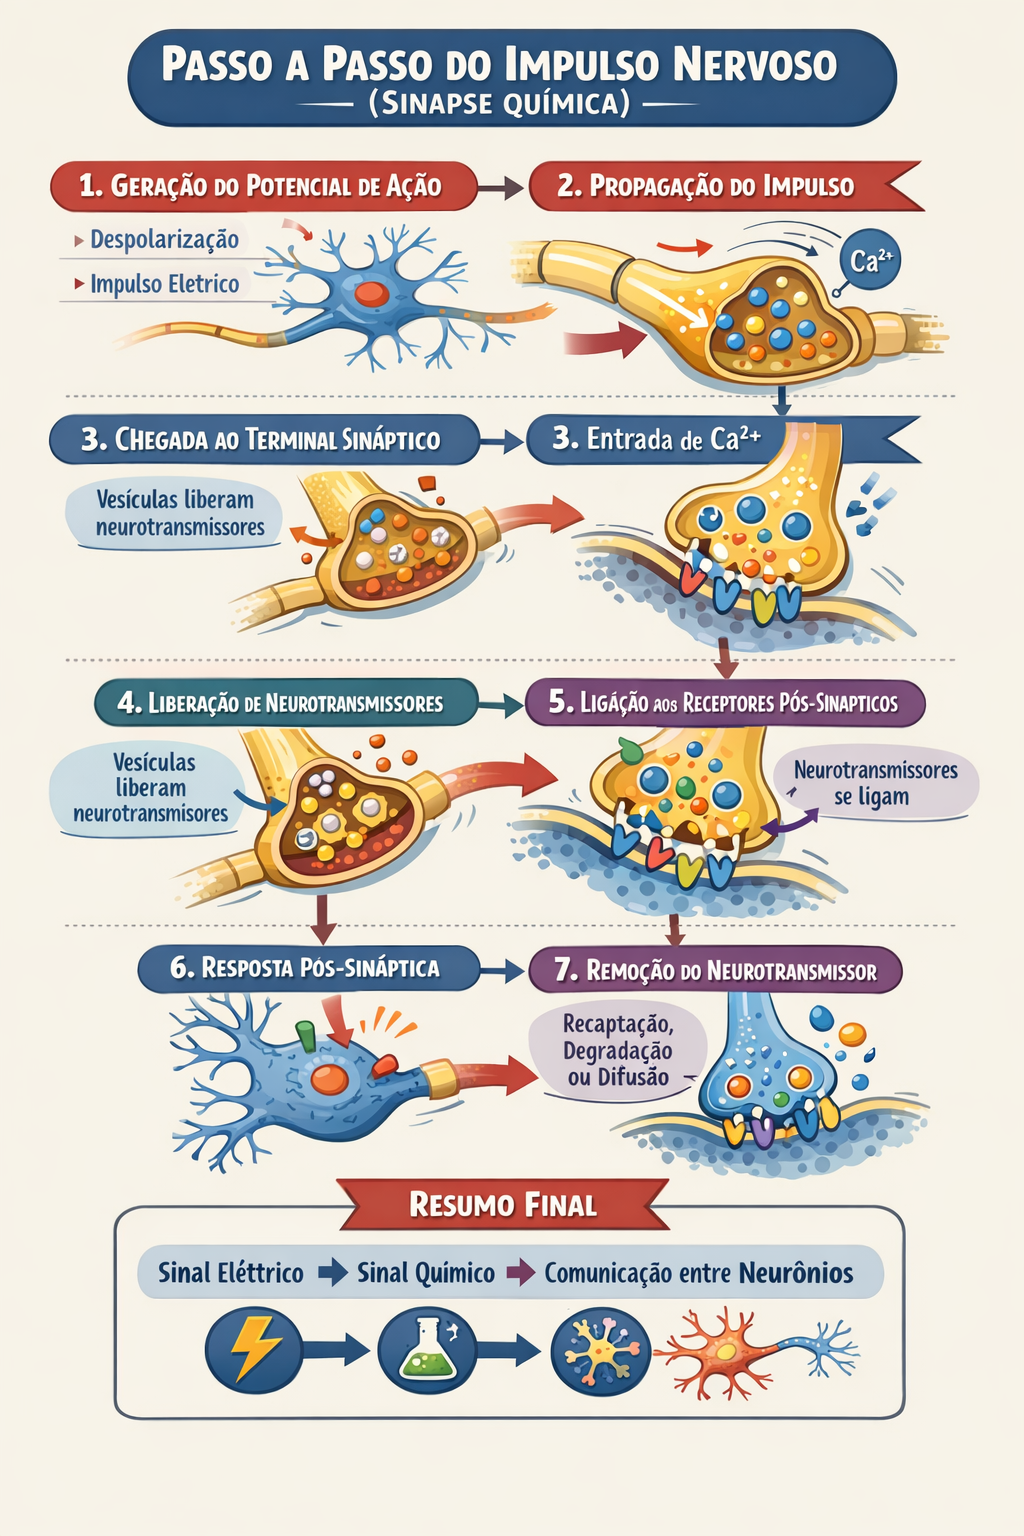 PASSO A PASSO DO IMPULSO NERVOSO
(SINAPSE QUÍMICA)
1. GERAÇÃO DO POTENCIAL DE AÇÃO
2. PROPAGAÇÃO DO IMPULSO
Despolarização
Impulso Eletrico
Ca²⁺
3. CHEGADA AO TERMINAL SINÁPTICO
3. Entrada de Ca²⁺
Vesículas liberam
neurotransmissores
4. LIBERAÇÃO DE NEUROTRANSMISSORES
5. LIGÁÇÃO AOS RECEPTORES PÓS-SINAPTICOS
Vesículas
liberam
neurotransmisores
Neurotransmissores
se ligam
6. RESPOSTA PÓS-SINÁPTICA
7. REMOÇÃO DO NEUROTRANSMISSOR
Recaptação,
Degradação
ou Difusão
RESUMO FINAL
Sinal Eléttrico
Sinal Químico
Comunicação entre Neurônios